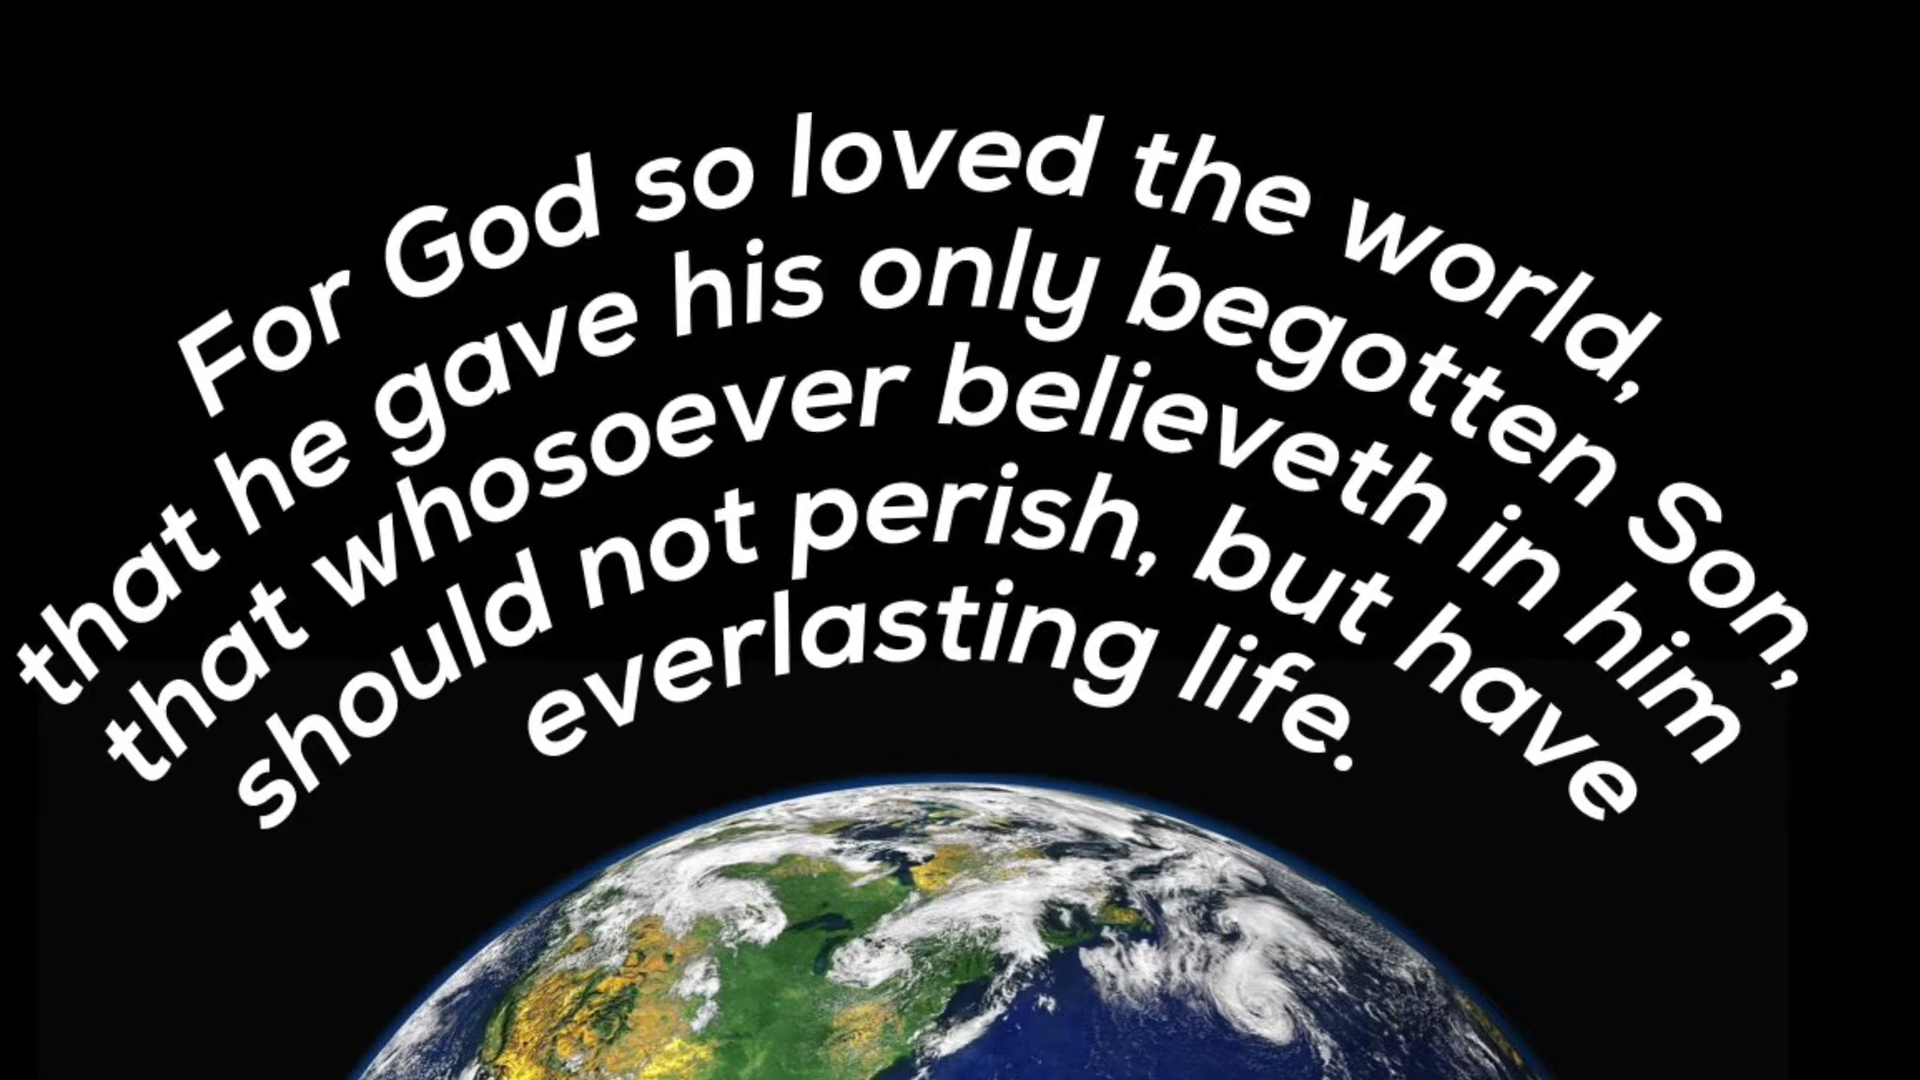 For God so loved the world,
that he gave his only begotten Son,
that whosoever believeth in him
should not perish, but have
everlasting life.